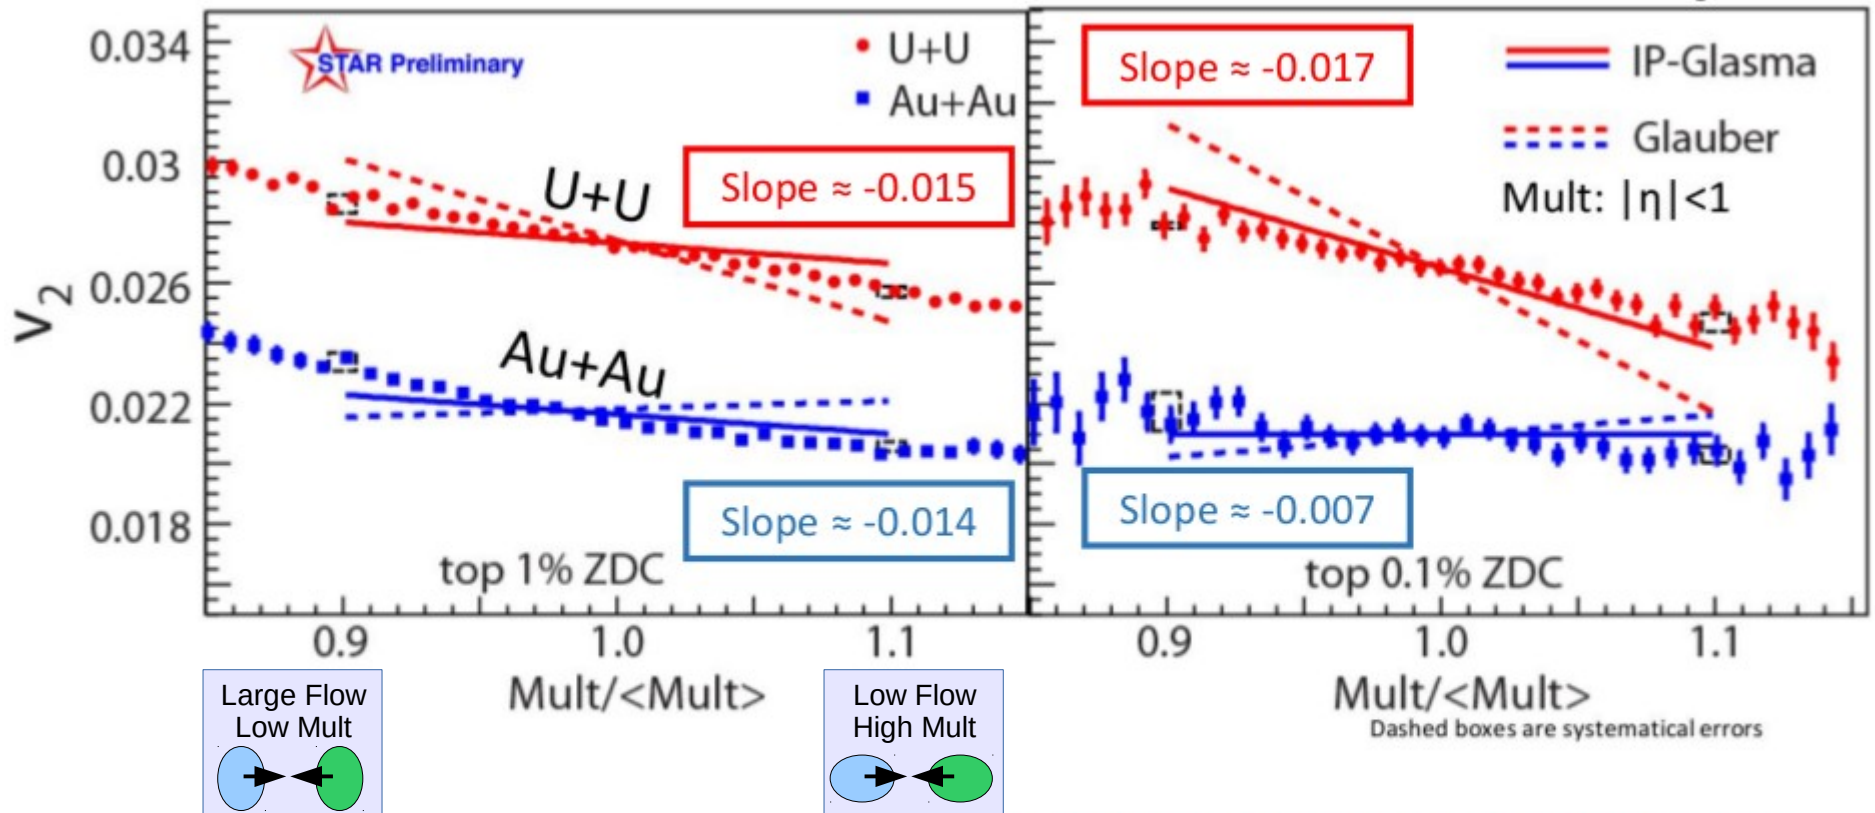 0.034
0.03
0.026
0.022
0.018
v2
STAR Preliminary
U+U
Au+Au
U+U
Slope ≈ -0.015
Au+Au
Slope ≈ -0.014
top 1% ZDC
0.9
1.0
1.1
Mult/<Mult>
Slope ≈ -0.017
IP-Glasma
Glauber
Mult: |η|<1
Slope ≈ -0.007
top 0.1% ZDC
0.9
1.0
1.1
Mult/<Mult>
Dashed boxes are systematical errors
Large Flow
Low Mult
Low Flow
High Mult